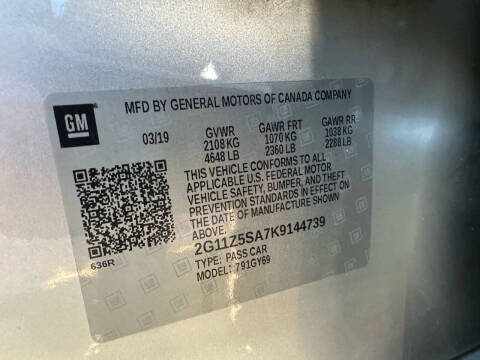 GM
MFD BY GENERAL MOTORS OF CANADA COMPANY
03/19 GVWR GAWR FRT GAWR RR
2108 KG 1070 KG 1038 KG
4648 LB 2360 LB 2288 LB
THIS VEHICLE CONFORMS TO ALL
APPLICABLE U.S. FEDERAL MOTOR
VEHICLE SAFETY, BUMPER, AND THEFT
PREVENTION STANDARDS IN EFFECT ON
THE DATE OF MANUFACTURE SHOWN ABOVE.
2G11Z5SA7K9144739
TYPE: PASS CAR
MODEL: 791GY69
636R